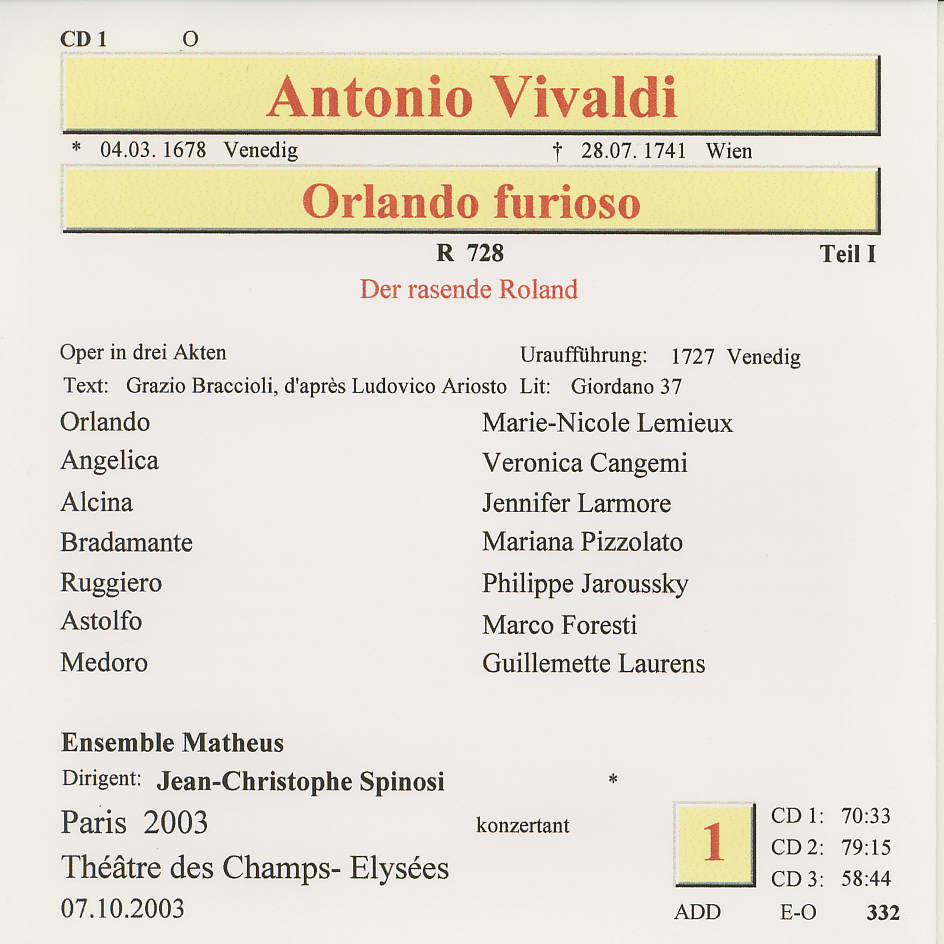 CD 1 O
Antonio Vivaldi
* 04.03. 1678 Venedig † 28.07. 1741 Wien
Orlando furioso
R 728 Teil I
Der rasende Roland
Oper in drei Akten Uraufführung: 1727 Venedig
Text: Grazio Braccioli, d'après Ludovico Ariosto Lit: Giordano 37
Orlando Marie-Nicole Lemieux
Angelica Veronica Cangemi
Alcina Jennifer Larmore
Bradamante Mariana Pizzolato
Ruggiero Philippe Jaroussky
Astolfo Marco Foresti
Medoro Guillemette Laurens
Ensemble Matheus
Dirigent: Jean-Christophe Spinosi *
Paris 2003 konzertant
Théâtre des Champs- Elysées
07.10.2003
1
CD 1: 70:33
CD 2: 79:15
CD 3: 58:44
ADD E-O 332